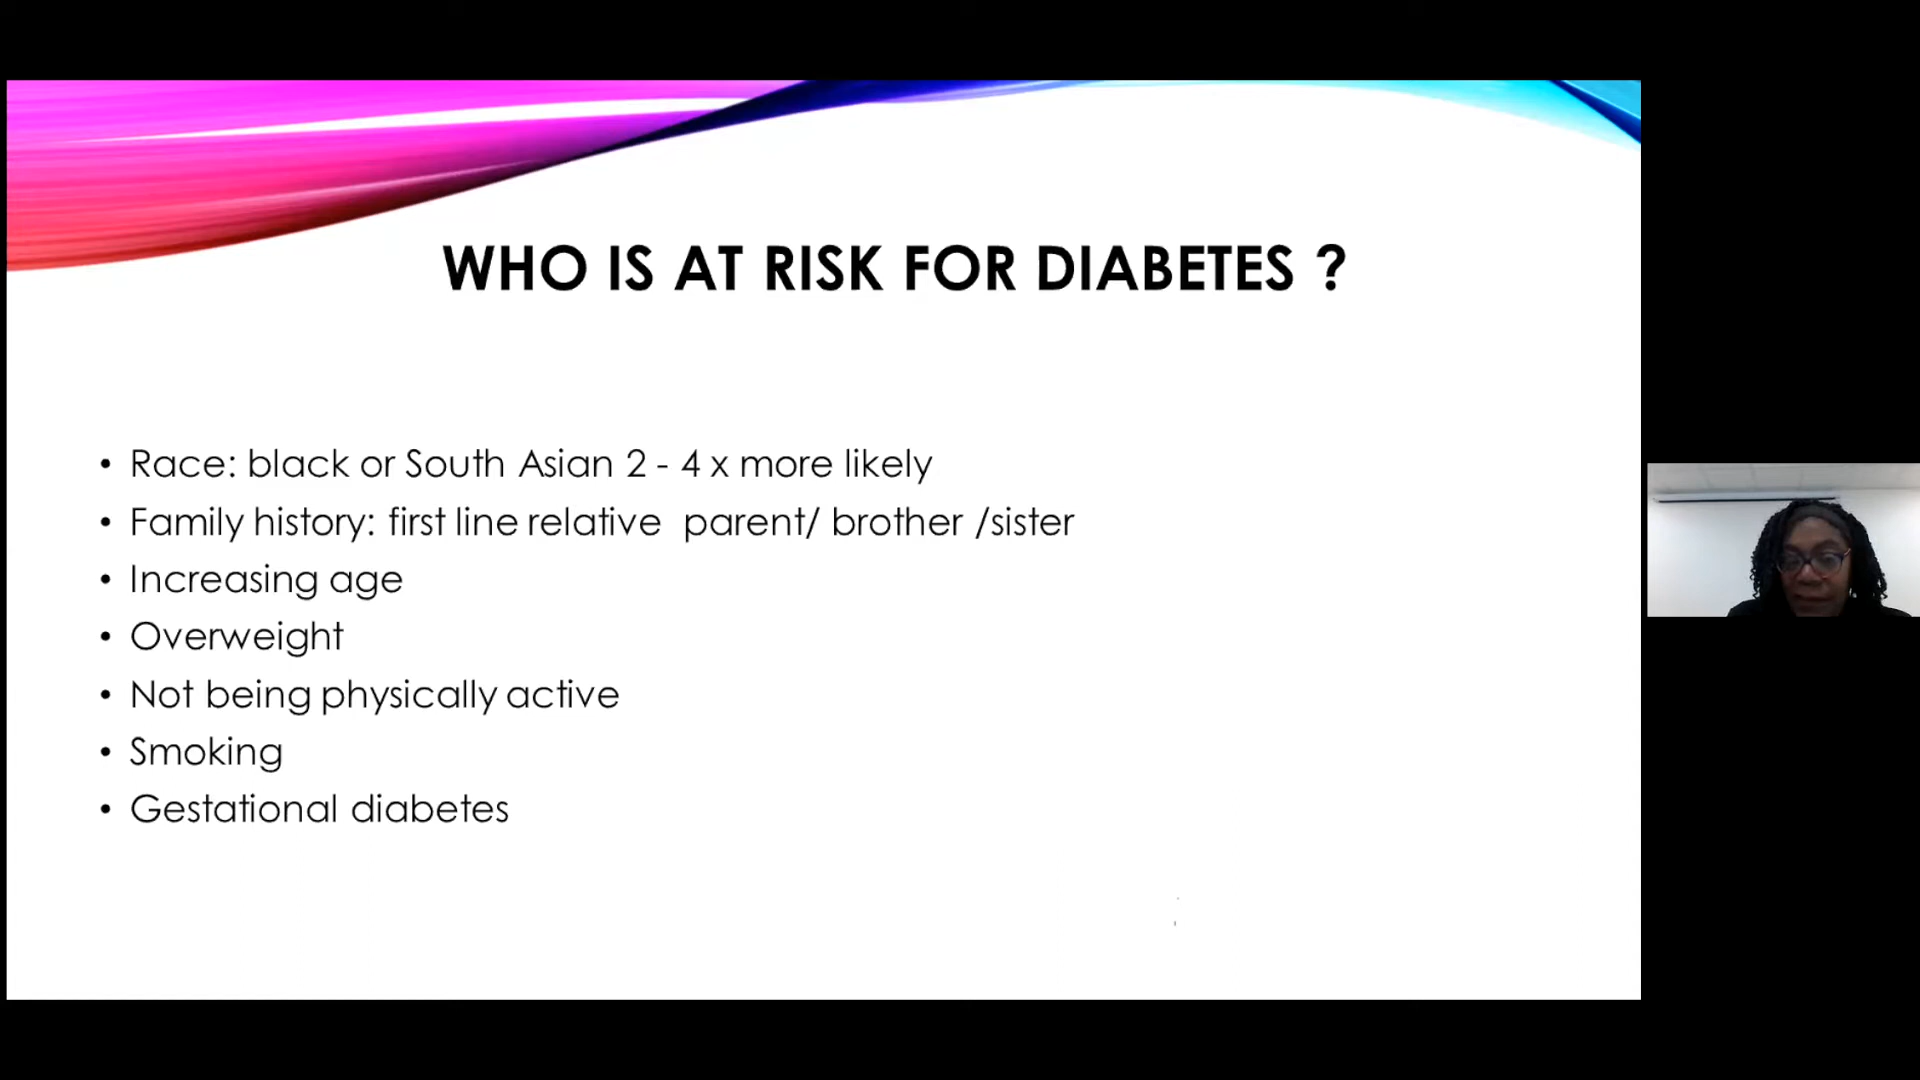 WHO IS AT RISK FOR DIABETES ?
• Race: black or South Asian 2 - 4 x more likely
• Family history: first line relative  parent/ brother /sister
• Increasing age
• Overweight
• Not being physically active
• Smoking
• Gestational diabetes